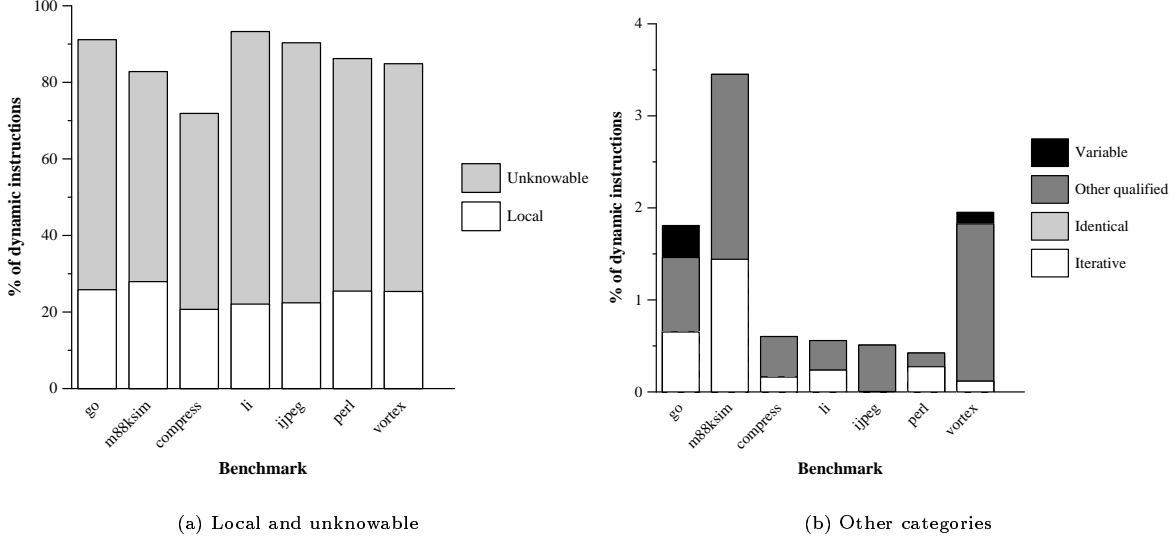 100
80
60
40
20
0
% of dynamic instructions
go
m88ksim
compress
li
ijpeg
perl
vortex
Benchmark
Unknowable
Local
(a) Local and unknowable
4
3
2
1
0
% of dynamic instructions
go
m88ksim
compress
li
ijpeg
perl
vortex
Benchmark
Variable
Other qualified
Identical
Iterative
(b) Other categories